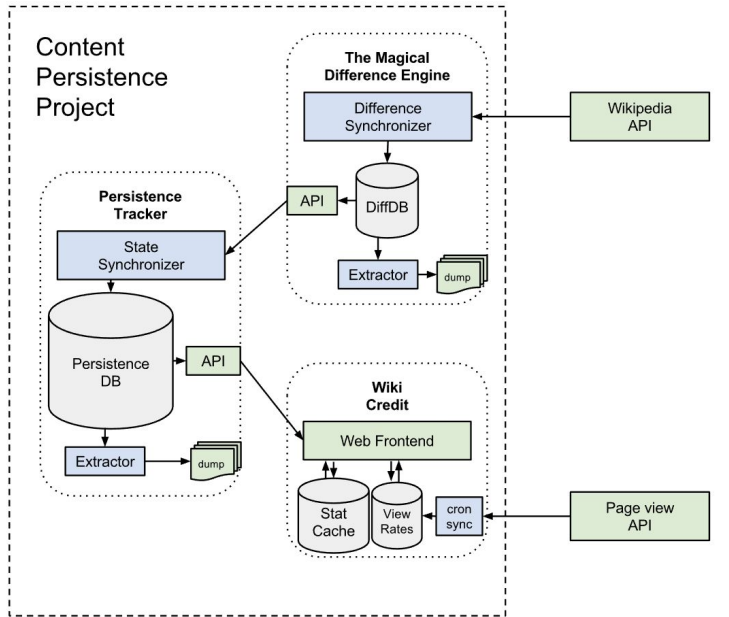 Content
Persistence
Project
The Magical
Difference Engine
Difference
Synchronizer
Wikipedia
API
DiffDB
API
Extractor
dump
Persistence
Tracker
State
Synchronizer
Persistence
DB
API
Extractor
dump
Wiki
Credit
Web Frontend
Stat
Cache
View
Rates
cron
sync
Page view
API